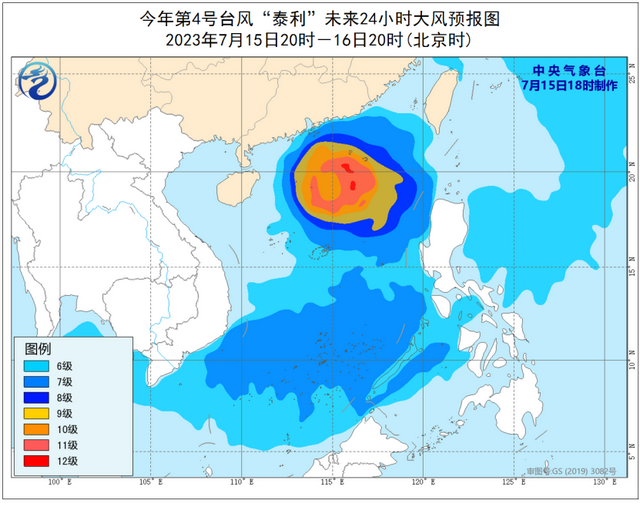 今年第4号台风“泰利”未来24小时大风预报图
2023年7月15日20时—16日20时(北京时)
中央气象台
7月15日18时制作
25°N
20°N
15°N
10°N
5°N
图例
6级
7级
8级
9级
10级
11级
12级
审图号:GS (2019) 3082号
100°E
105°E
110°E
115°E
120°E
125°E
130°E